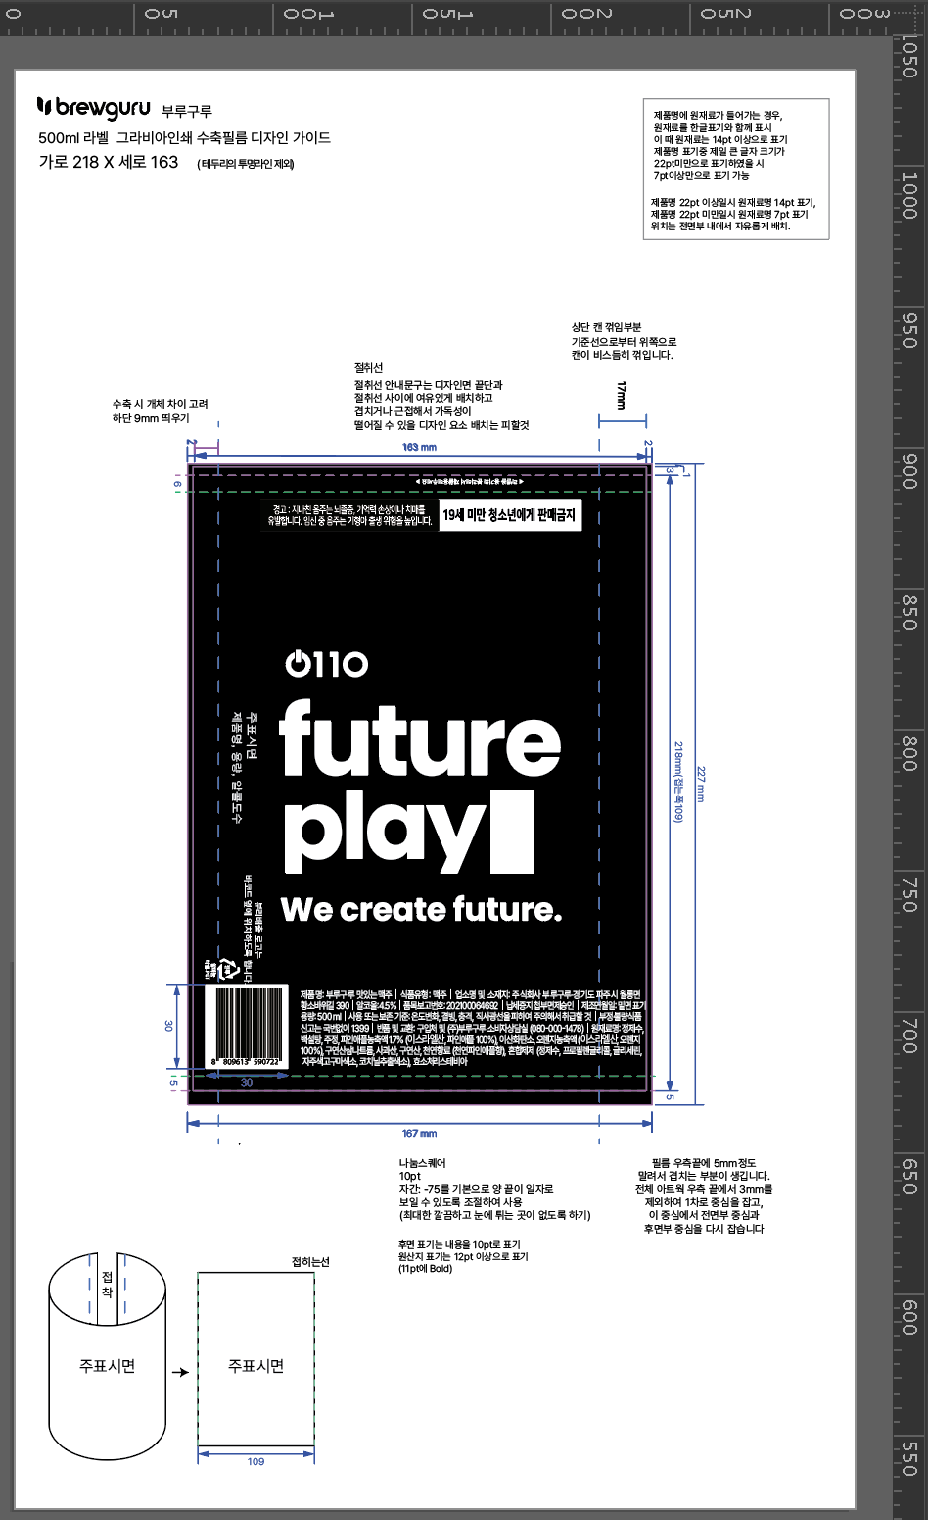 0 50 100 150 200 250 300
1050
1000
950
900
850
800
750
700
650
600
550
brewguru 부루구루
500ml 라벨 그라비아인쇄 수축필름 디자인 가이드
가로 218 X 세로 163 (테두리의 투명라인 제외)
제품명에 원재료가 들어가는 경우,
원재료를 한글표기와 함께 표시
이 때 원재료는 14pt 이상으로 표기
제품명 표기중 제일 큰 글자 크기가
22pt미만으로 표기하였을 시
7pt이상만으로 표기 가능
제품명 22pt 이상일시 원재료명 14pt 표기,
제품명 22pt 미만일시 원재료명 7pt 표기
위치는 전면부 내에서 자유롭게 배치.
상단 캔 꺾임부분
기준선으로부터 위쪽으로
캔이 비스듬히 꺾입니다.
17mm
절취선
절취선 안내문구는 디자인면 끝단과
절취선 사이에 여유있게 배치하고
겹치거나 근접해서 가독성이
떨어질 수 있을 디자인 요소 배치는 피할것
수축 시 개체 차이 고려
하단 9mm 띄우기
2
163 mm
2
3
1
6
경고 : 지나친 음주는 뇌졸중, 기억력 손상이나 치매를
유발합니다. 임신 중 음주는 기형아 출생 위험을 높입니다.
19세 미만 청소년에게 판매금지
0110
future
play
We create future.
주표시면
제품명, 용량, 알콜도수
분리배출 로고는
바코드 옆에 위치하도록 합니다
218mm(접는폭109)
227 mm
제품명: 부루구루 맛있는맥주 | 식품유형: 맥주 | 업소명 및 소재지: 주식회사 부루구루·경기도 파주시 월롱면
황소바위길 390 | 알코올:4.5% | 품목보고번호: 202100064692 | 납세증지첩부면제승인 | 제조연월일: 밑면표기
용량: 500ml | 사용 또는 보존 기준: 온도변화, 결빙, 충격, 직사광선을 피하여 주의해서 취급할 것 | 부정·불량식품
신고는 국번없이 1399 | 반품 및 교환: 구입처 및 (주)부루구루 소비자상담실 (080-000-1478) | 원재료명: 정제수,
백설탕, 주정, 파인애플농축액1.7% (이스라엘산, 파인애플 100%), 이산화탄소, 오렌지농축액 (이스라엘산, 오렌지
100%), 구연산삼나트륨, 사과산, 구연산, 천연향료 (천연파인애플향), 혼합제제 (정제수, 프로필렌글리콜, 글리세린,
자주색고구마색소, 코치닐추출색소), 효소처리스테비아
8 809615 590722
30
30
5
5
167 mm
나눔스퀘어
10pt
자간: -75를 기본으로 양 끝이 일자로
보일 수 있도록 조절하여 사용
(최대한 깔끔하고 눈에 튀는 곳이 없도록 하기)
후면 표기는 내용을 10pt로 표기
원산지 표기는 12pt 이상으로 표기
(11pt에 Bold)
필름 우측끝에 5mm정도
말려서 겹치는 부분이 생깁니다.
전체 아트웍 우측 끝에서 3mm를
제외하여 1차로 중심을 잡고,
이 중심에서 전면부 중심과
후면부 중심을 다시 잡습니다
접착
주표시면
접히는선
주표시면
109